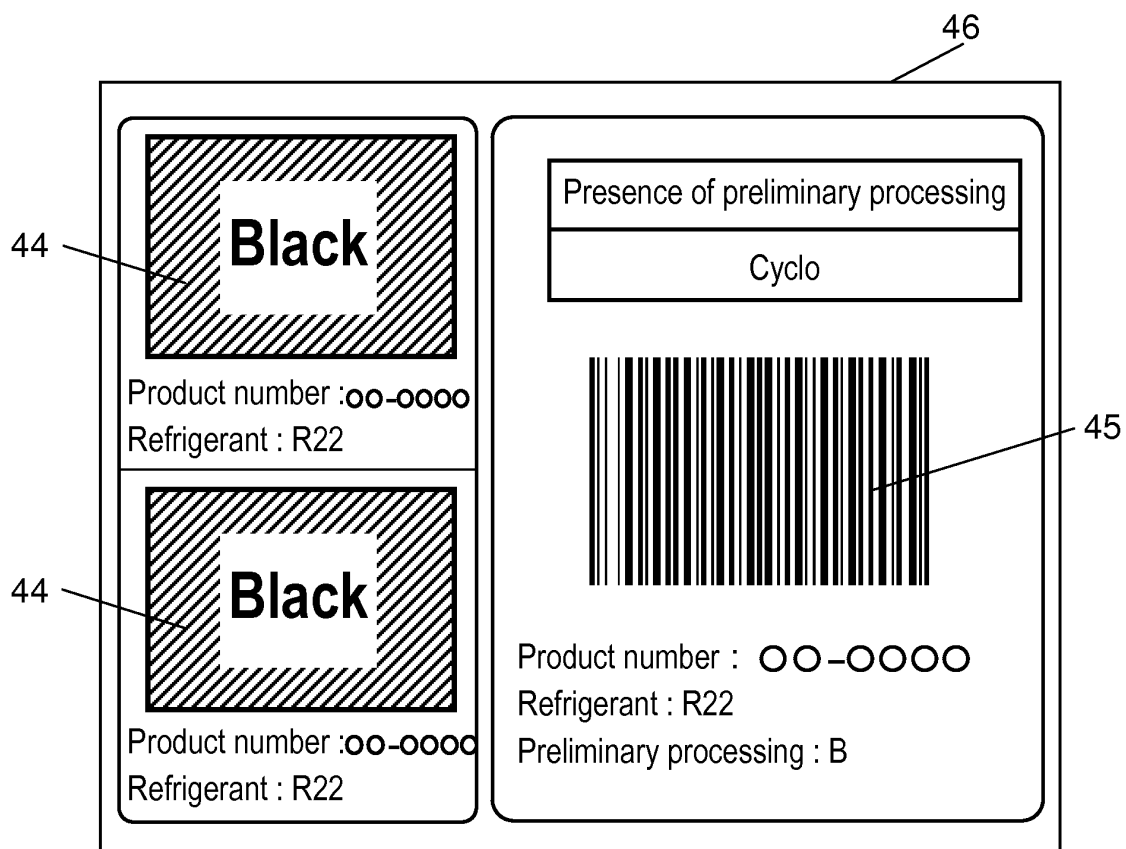 46
44
Black
Product number :oo-oooo
Refrigerant : R22
44
Black
Product number :oo-oooo
Refrigerant : R22
Presence of preliminary processing
Cyclo
45
Product number : OO-OOOO
Refrigerant : R22
Preliminary processing : B